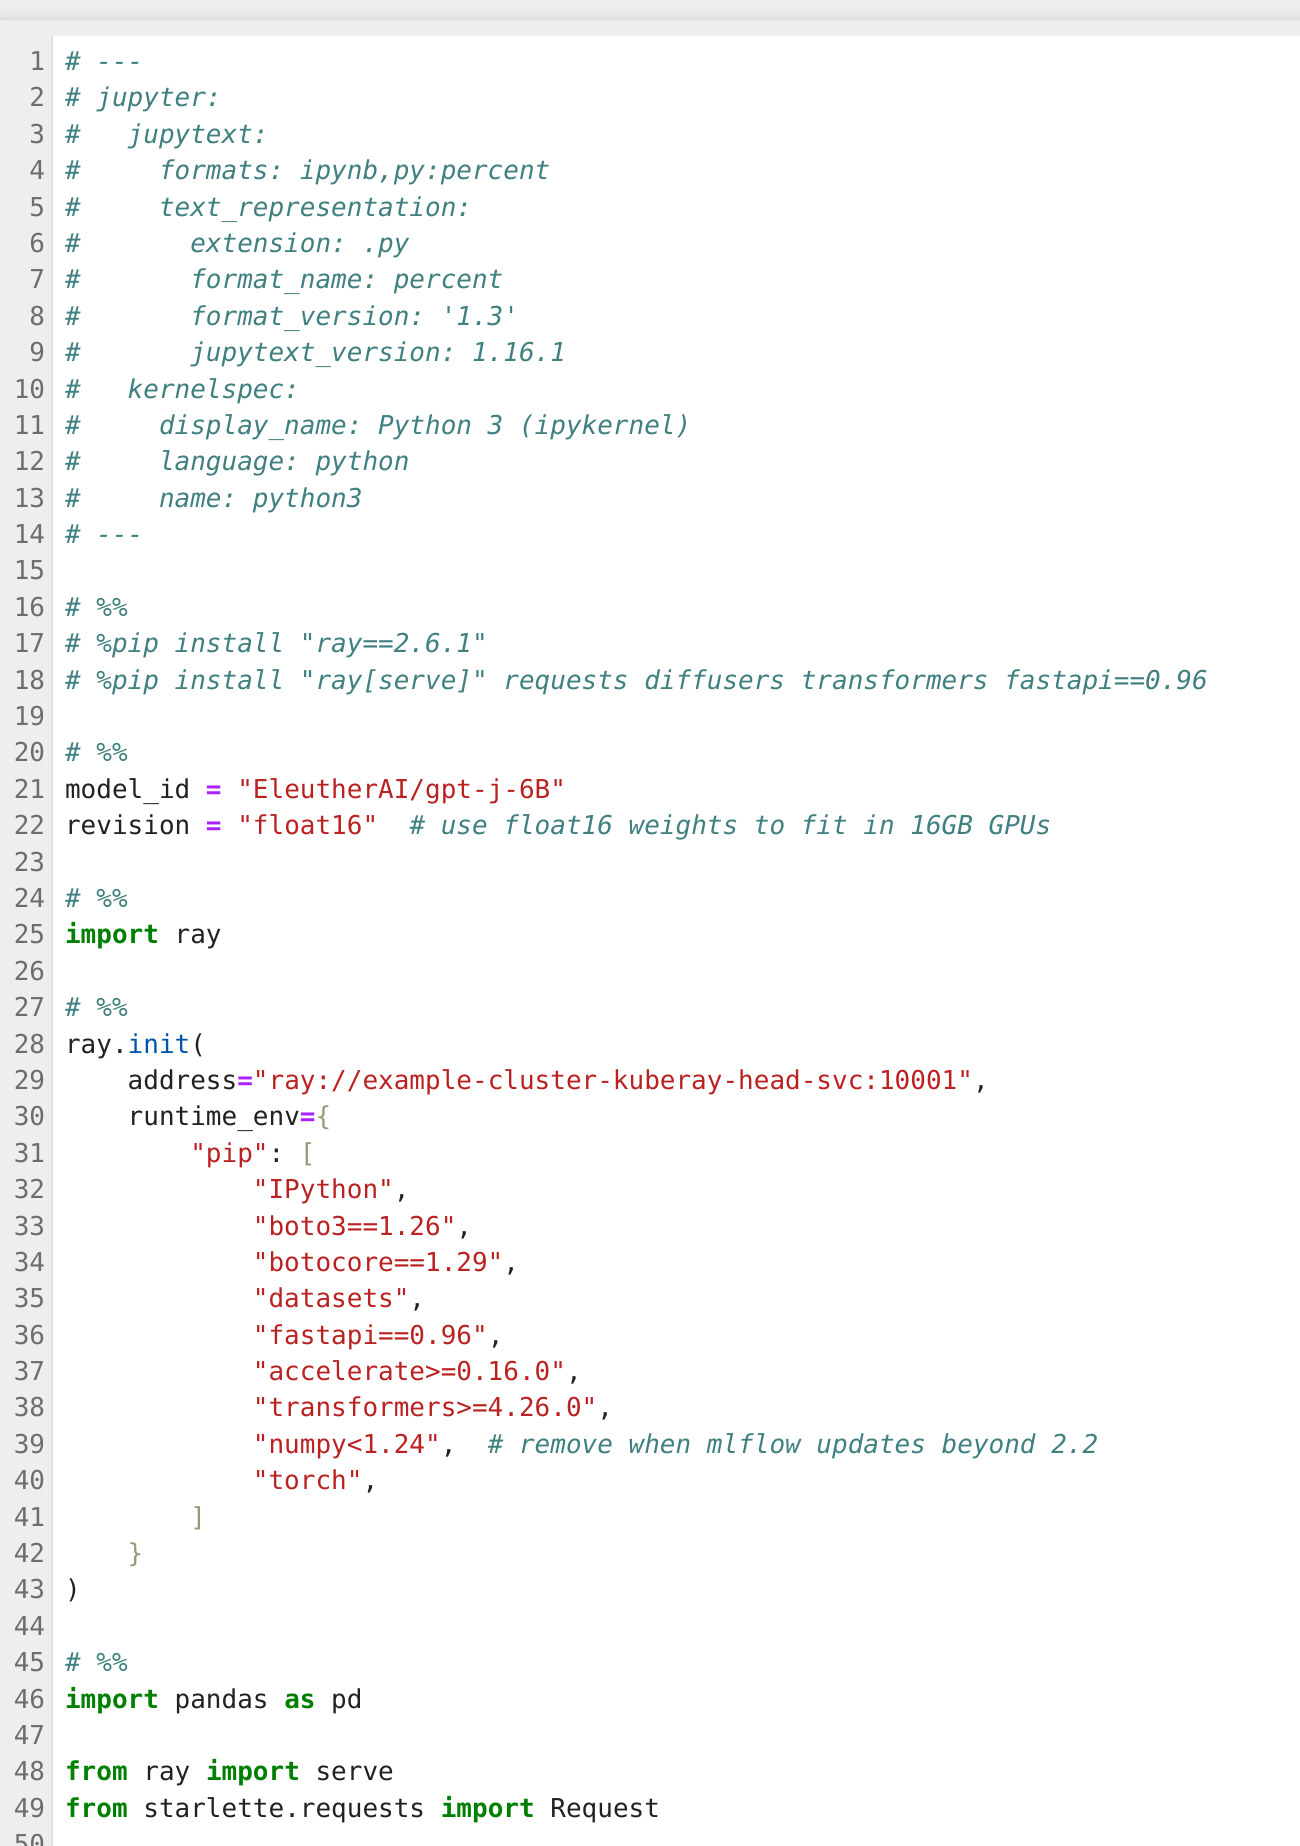 1 # ---
2 # jupyter:
3 #   jupytext:
4 #     formats: ipynb,py:percent
5 #     text_representation:
6 #       extension: .py
7 #       format_name: percent
8 #       format_version: '1.3'
9 #       jupytext_version: 1.16.1
10 #   kernelspec:
11 #     display_name: Python 3 (ipykernel)
12 #     language: python
13 #     name: python3
14 # ---
15
16 # %%
17 # %pip install "ray==2.6.1"
18 # %pip install "ray[serve]" requests diffusers transformers fastapi==0.96
19
20 # %%
21 model_id = "EleutherAI/gpt-j-6B"
22 revision = "float16"  # use float16 weights to fit in 16GB GPUs
23
24 # %%
25 import ray
26
27 # %%
28 ray.init(
29     address="ray://example-cluster-kuberay-head-svc:10001",
30     runtime_env={
31         "pip": [
32             "IPython",
33             "boto3==1.26",
34             "botocore==1.29",
35             "datasets",
36             "fastapi==0.96",
37             "accelerate>=0.16.0",
38             "transformers>=4.26.0",
39             "numpy<1.24",  # remove when mlflow updates beyond 2.2
40             "torch",
41         ]
42     }
43 )
44
45 # %%
46 import pandas as pd
47
48 from ray import serve
49 from starlette.requests import Request
50